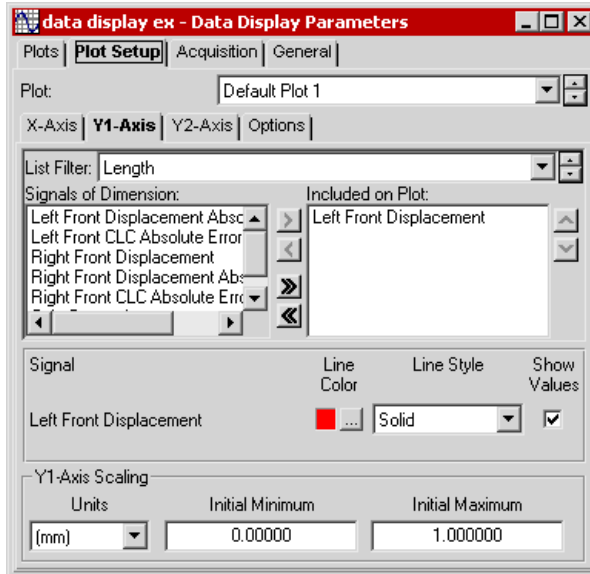 data display ex - Data Display Parameters
Plots Plot Setup Acquisition General
Plot: Default Plot 1
X-Axis Y1-Axis Y2-Axis Options
List Filter: Length
Signals of Dimension: Included on Plot:
Left Front Displacement Absc Left Front Displacement
Left Front CLC Absolute Error
Right Front Displacement
Right Front Displacement Abs
Right Front CLC Absolute Erro
Signal Line Color Line Style Show Values
Left Front Displacement ... Solid
Y1-Axis Scaling
Units Initial Minimum Initial Maximum
(mm) 0.00000 1.000000